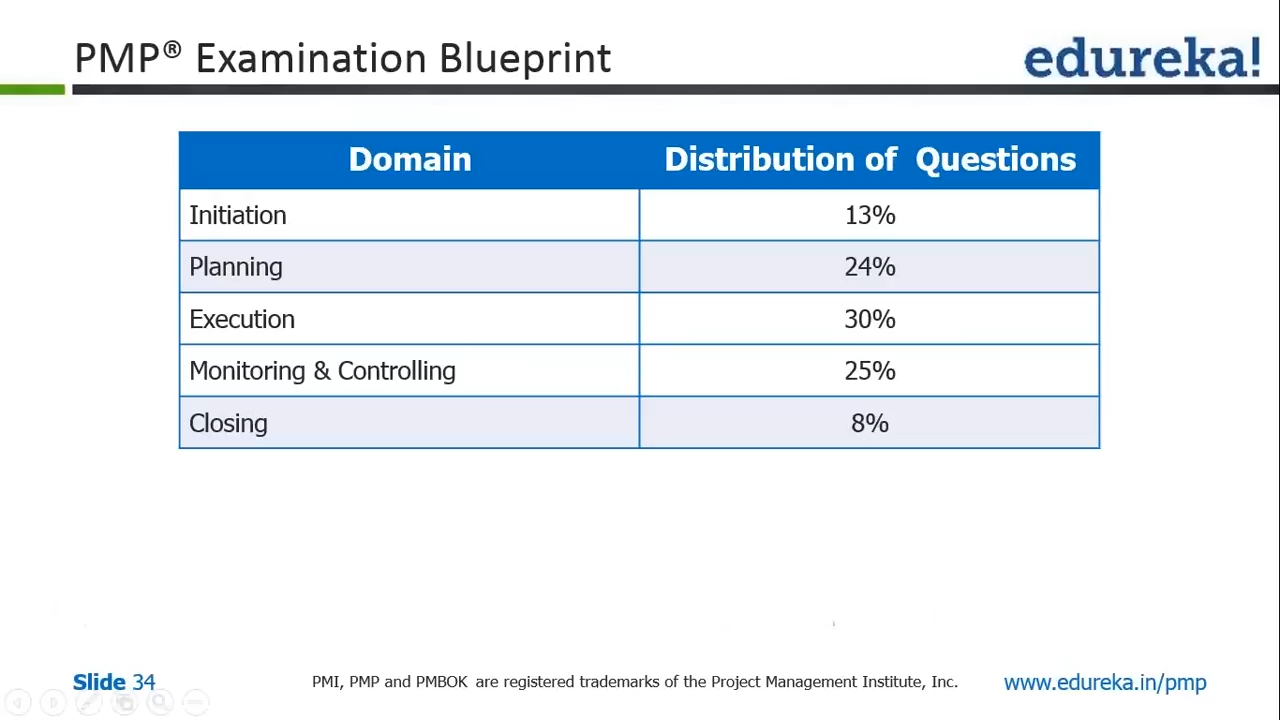 PMP® Examination Blueprint
edureka!
Domain Distribution of Questions
Initiation 13%
Planning 24%
Execution 30%
Monitoring & Controlling 25%
Closing 8%
Slide 34 PMI, PMP and PMBOK are registered trademarks of the Project Management Institute, Inc. www.edureka.in/pmp